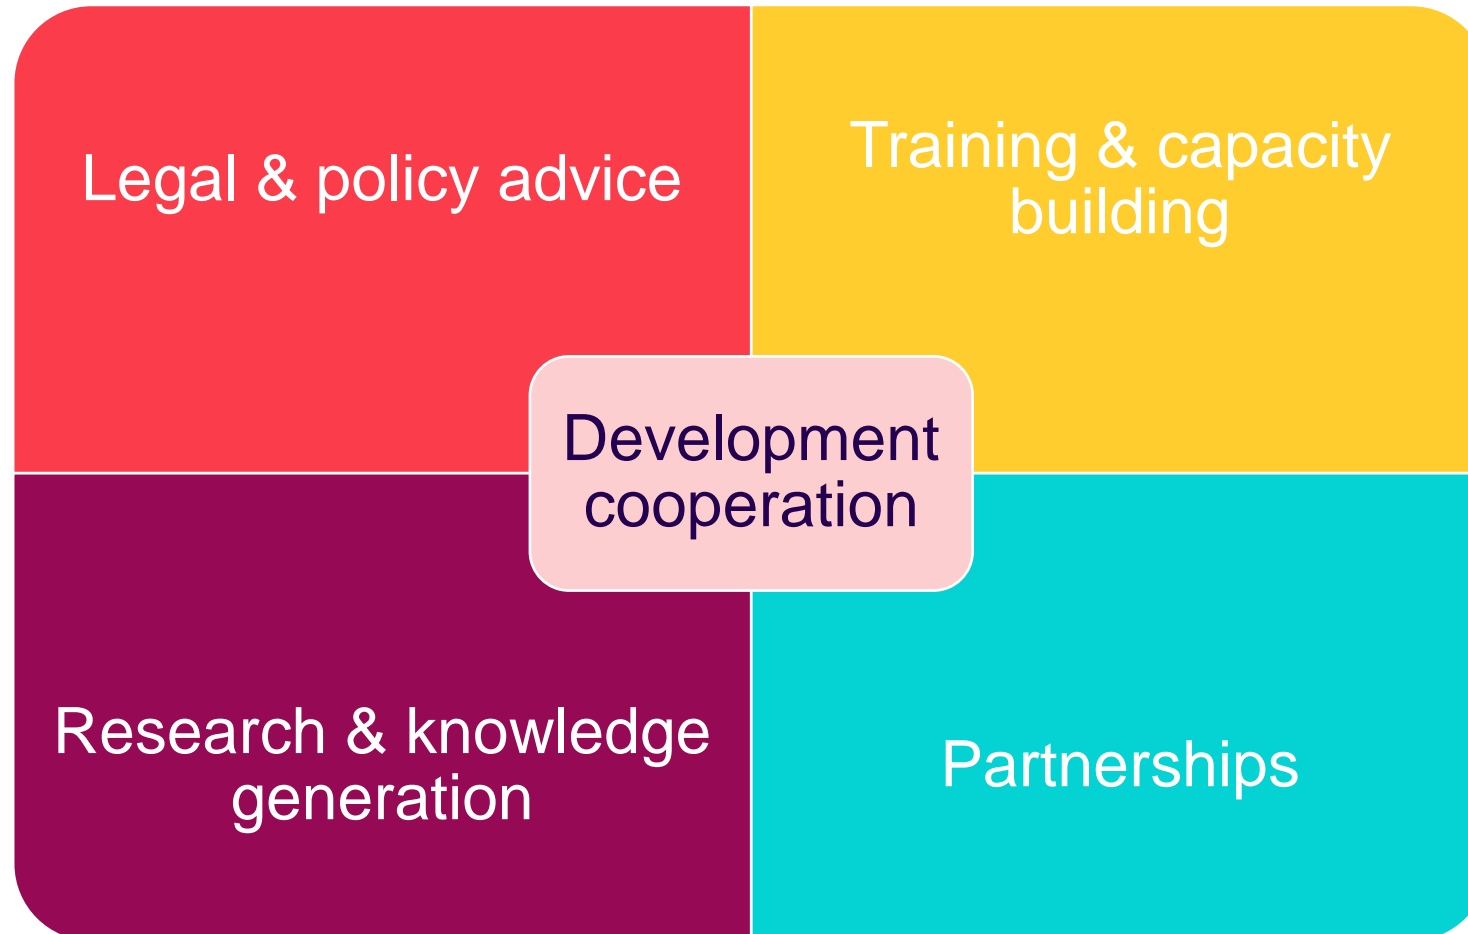 Legal & policy advice
Training & capacity
building
Development
cooperation
Research & knowledge
generation
Partnerships